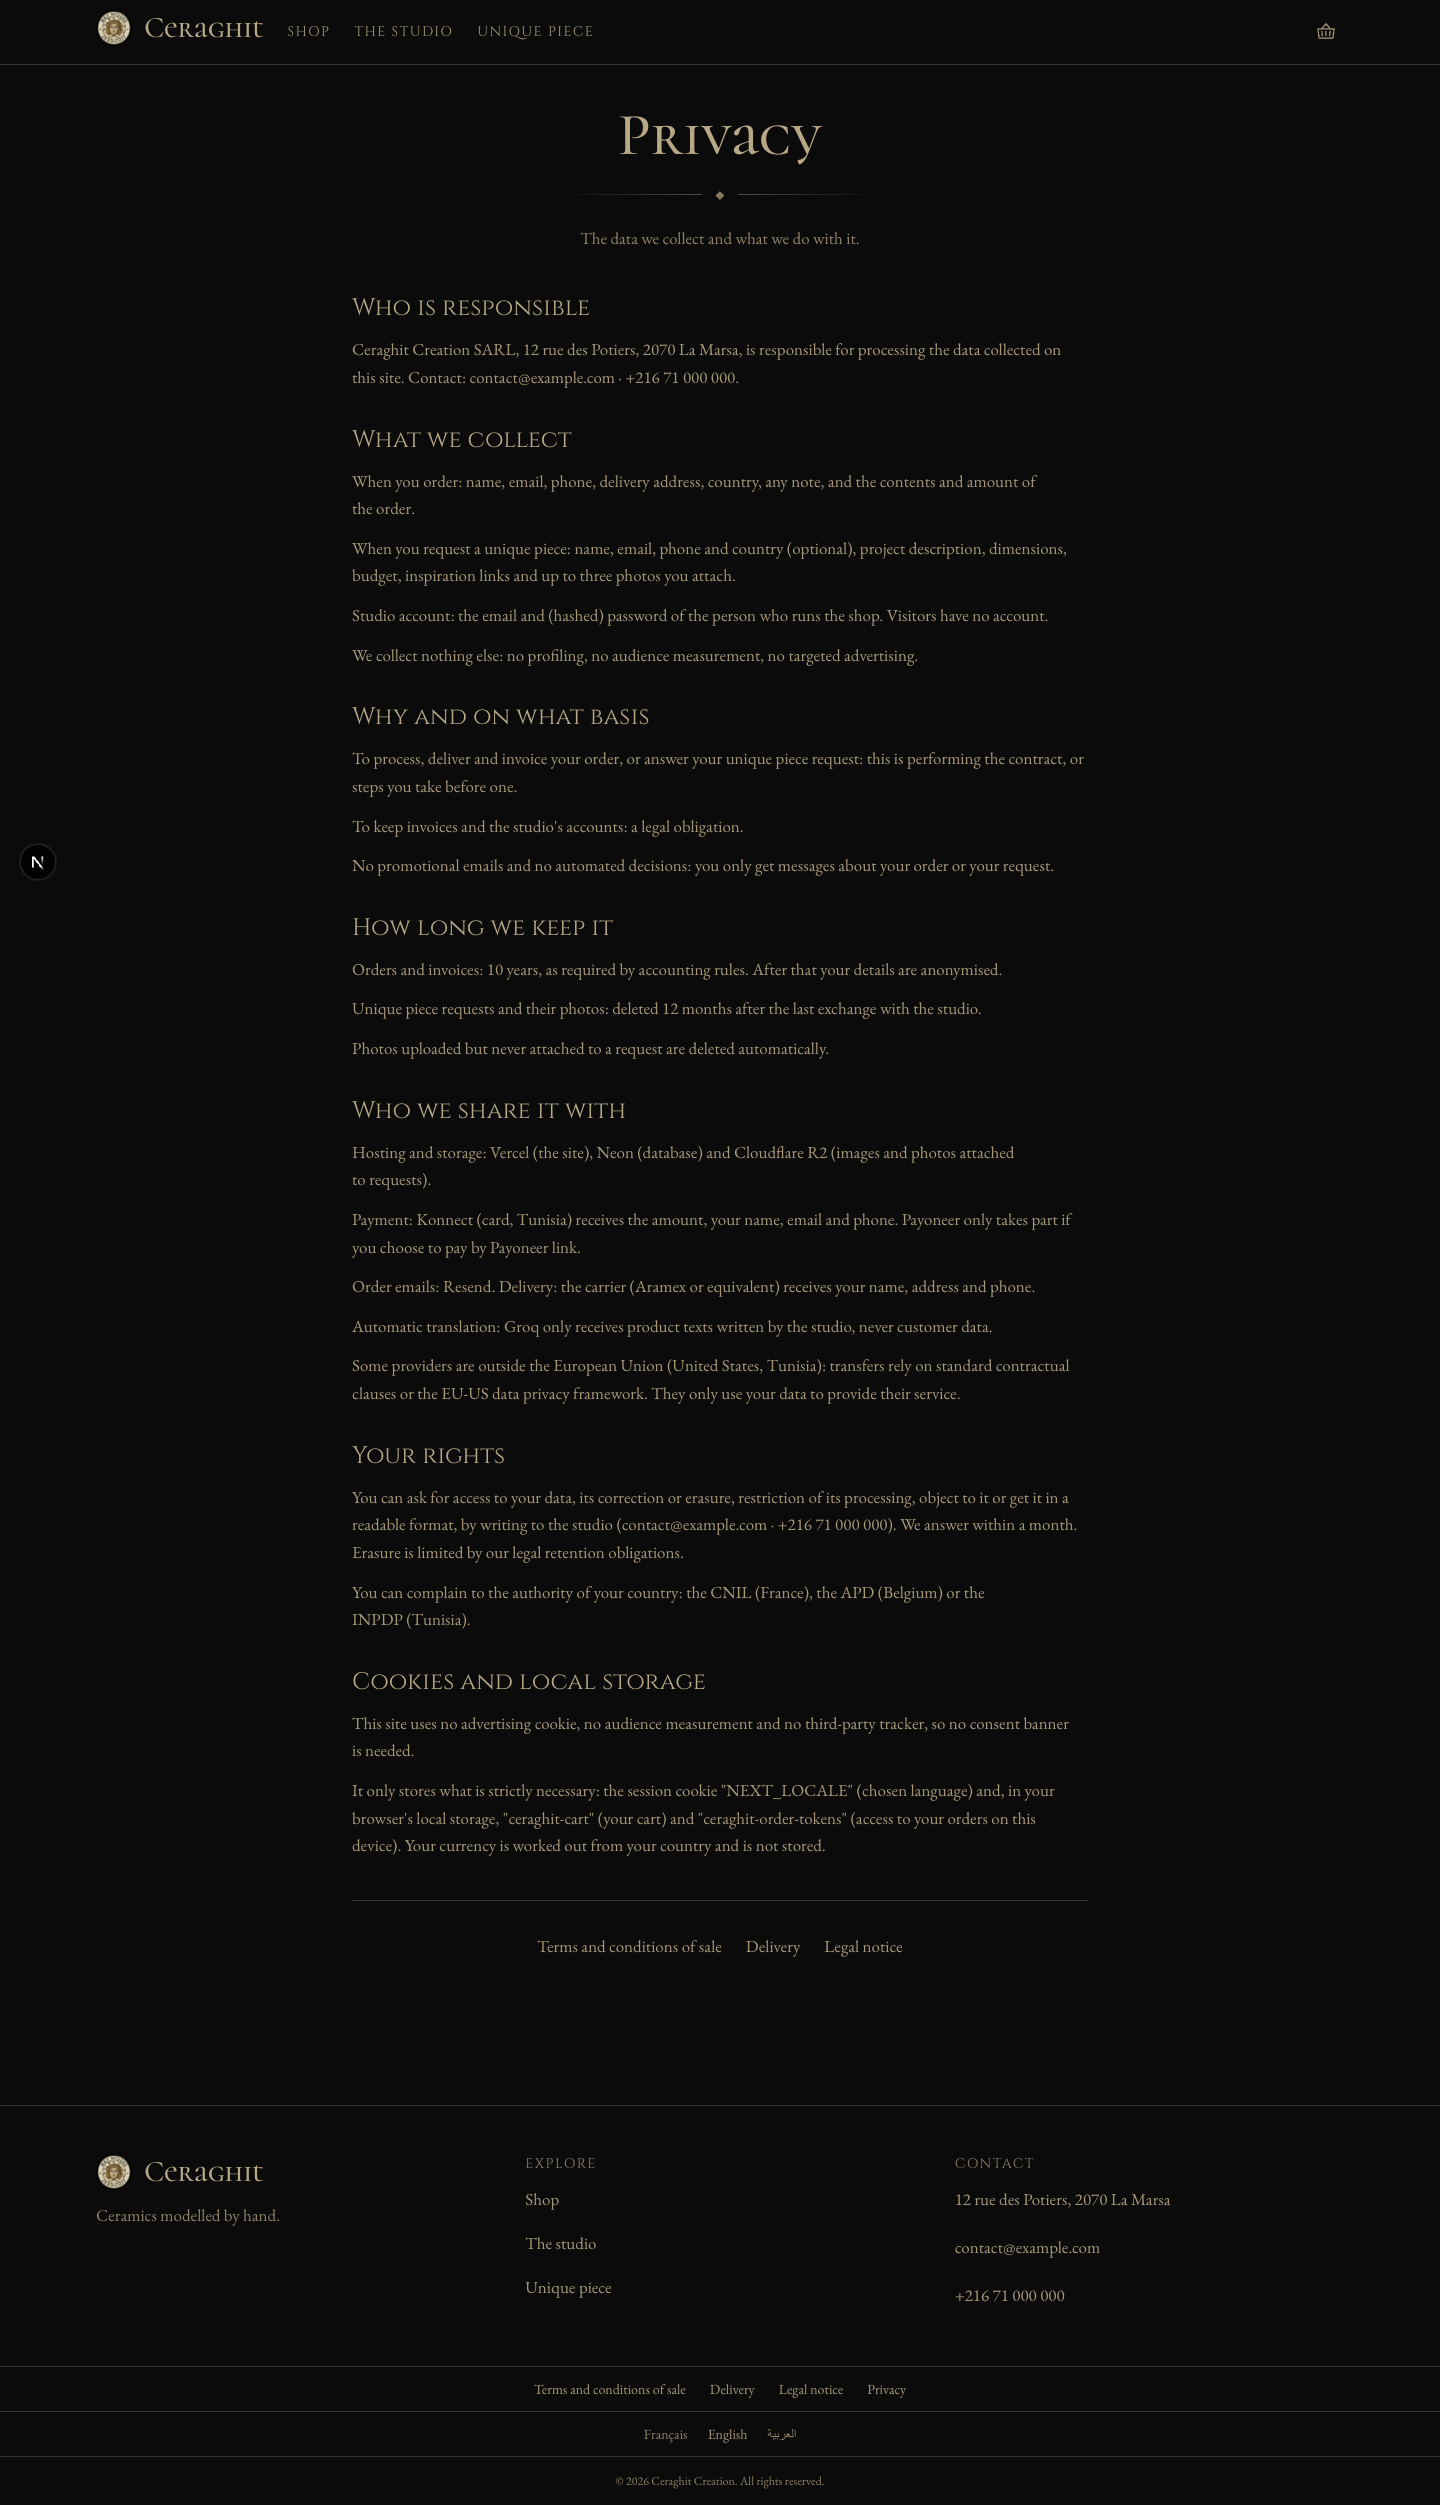 Ceraghit
SHOP
THE STUDIO
UNIQUE PIECE
Privacy
The data we collect and what we do with it.
Who is responsible
Ceraghit Creation SARL, 12 rue des Potiers, 2070 La Marsa, is responsible for processing the data collected on
this site. Contact: contact@example.com · +216 71 000 000.
What we collect
When you order: name, email, phone, delivery address, country, any note, and the contents and amount of
the order.
When you request a unique piece: name, email, phone and country (optional), project description, dimensions,
budget, inspiration links and up to three photos you attach.
Studio account: the email and (hashed) password of the person who runs the shop. Visitors have no account.
We collect nothing else: no profiling, no audience measurement, no targeted advertising.
Why and on what basis
To process, deliver and invoice your order, or answer your unique piece request: this is performing the contract, or
steps you take before one.
To keep invoices and the studio's accounts: a legal obligation.
N
No promotional emails and no automated decisions: you only get messages about your order or your request.
How long we keep it
Orders and invoices: 10 years, as required by accounting rules. After that your details are anonymised.
Unique piece requests and their photos: deleted 12 months after the last exchange with the studio.
Photos uploaded but never attached to a request are deleted automatically.
Who we share it with
Hosting and storage: Vercel (the site), Neon (database) and Cloudflare R2 (images and photos attached
to requests).
Payment: Konnect (card, Tunisia) receives the amount, your name, email and phone. Payoneer only takes part if
you choose to pay by Payoneer link.
Order emails: Resend. Delivery: the carrier (Aramex or equivalent) receives your name, address and phone.
Automatic translation: Groq only receives product texts written by the studio, never customer data.
Some providers are outside the European Union (United States, Tunisia): transfers rely on standard contractual
clauses or the EU-US data privacy framework. They only use your data to provide their service.
Your rights
You can ask for access to your data, its correction or erasure, restriction of its processing, object to it or get it in a
readable format, by writing to the studio (contact@example.com · +216 71 000 000). We answer within a month.
Erasure is limited by our legal retention obligations.
You can complain to the authority of your country: the CNIL (France), the APD (Belgium) or the
INPDP (Tunisia).
Cookies and local storage
This site uses no advertising cookie, no audience measurement and no third-party tracker, so no consent banner
is needed.
It only stores what is strictly necessary: the session cookie "NEXT_LOCALE" (chosen language) and, in your
browser's local storage, "ceraghit-cart" (your cart) and "ceraghit-order-tokens" (access to your orders on this
device). Your currency is worked out from your country and is not stored.
Terms and conditions of sale
Delivery
Legal notice
Ceraghit
Ceramics modelled by hand.
EXPLORE
Shop
The studio
Unique piece
CONTACT
12 rue des Potiers, 2070 La Marsa
contact@example.com
+216 71 000 000
Terms and conditions of sale
Delivery
Legal notice
Privacy
Français
English
العربية
© 2026 Ceraghit Creation. All rights reserved.